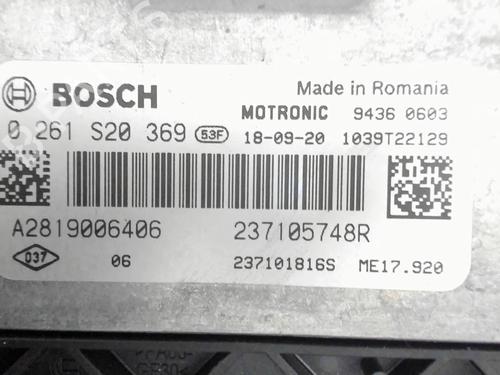 BOSCH
Made in Romania
MOTRONIC 9436 0603
0 261 S20 369 53F 18-09-20 1039T22129
A2819006406 237105748R
037 06 237101816S ME17.920